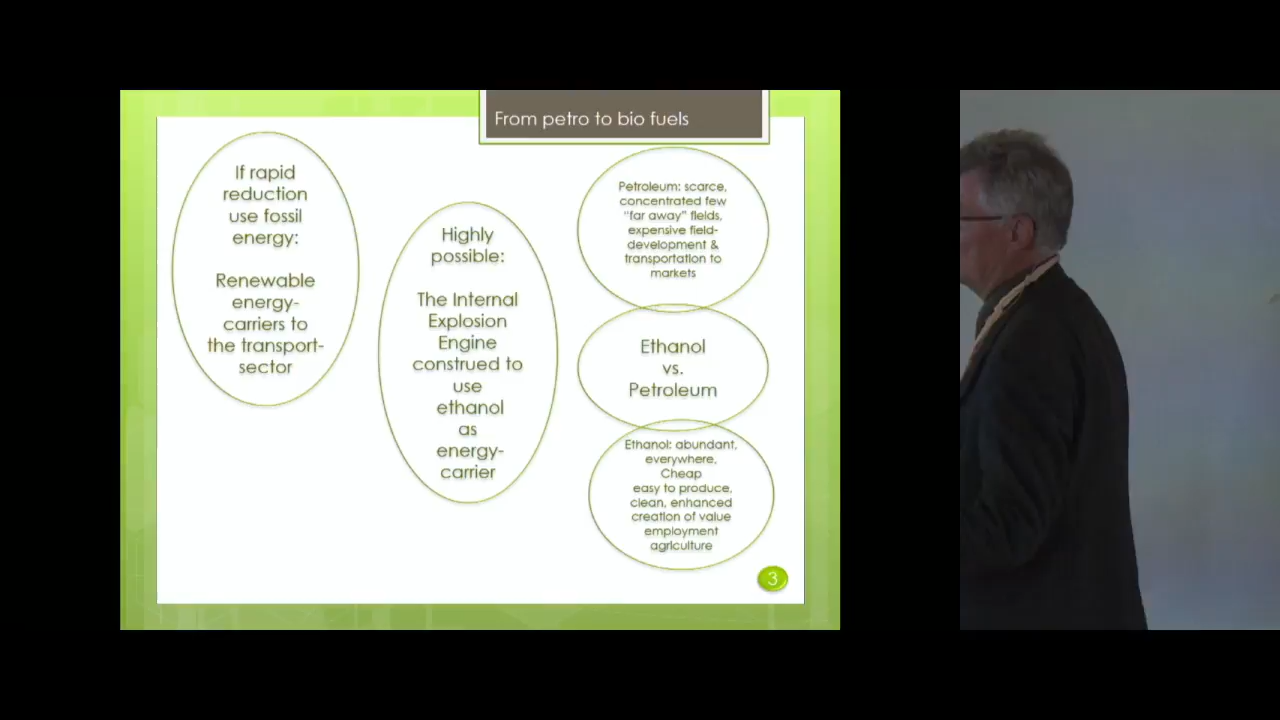 From petro to bio fuels
If rapid
reduction
use fossil
energy:
Renewable
energy-
carriers to
the transport-
sector
Highly
possible:
The Internal
Explosion
Engine
construed to
use
ethanol
as
energy-
carrier
Petroleum: scarce,
concentrated few
"far away" fields,
expensive field-
development &
transportation to
markets
Ethanol
vs.
Petroleum
Ethanol: abundant,
everywhere,
Cheap
easy to produce,
clean, enhanced
creation of value
employment
agriculture
3